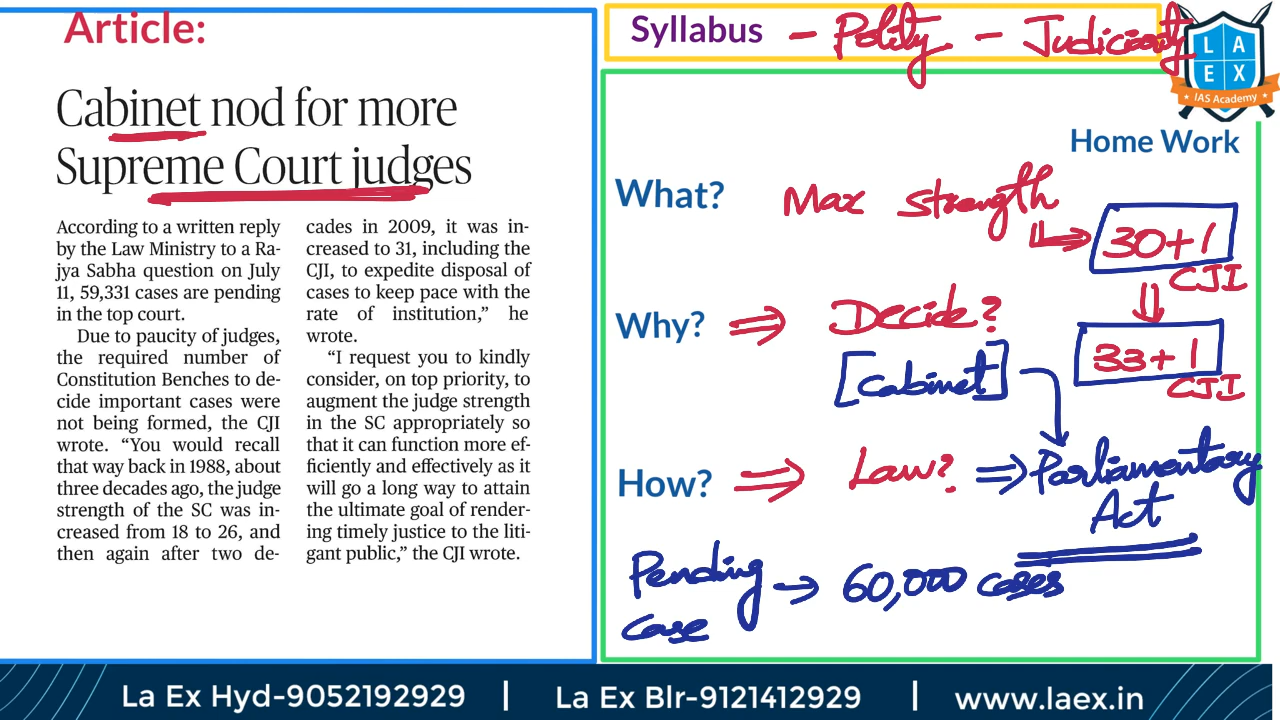 Article:
Cabinet nod for more
Supreme Court judges
According to a written reply
by the Law Ministry to a Ra-
jya Sabha question on July
11, 59,331 cases are pending
in the top court.
Due to paucity of judges,
the required number of
Constitution Benches to de-
cide important cases were
not being formed, the CJI
wrote. “You would recall
that way back in 1988, about
three decades ago, the judge
strength of the SC was in-
creased from 18 to 26, and
then again after two de-
cades in 2009, it was in-
creased to 31, including the
CJI, to expedite disposal of
cases to keep pace with the
rate of institution,” he
wrote.
“I request you to kindly
consider, on top priority, to
augment the judge strength
in the SC appropriately so
that it can function more ef-
ficiently and effectively as it
will go a long way to attain
the ultimate goal of render-
ing timely justice to the liti-
gant public,” the CJI wrote.
Syllabus - Polity - Judiciary
LAEX
IAS Academy
Home Work
What? Max strength
30+1
CJI
33+1
CJI
Why? ⇒ Decide?
[Cabinet]
How? ⇒ Law? ⇒ Parliamentary
Act
Pending → 60,000 cases
case
La Ex Hyd-9052192929 | La Ex Blr-9121412929 | www.laex.in